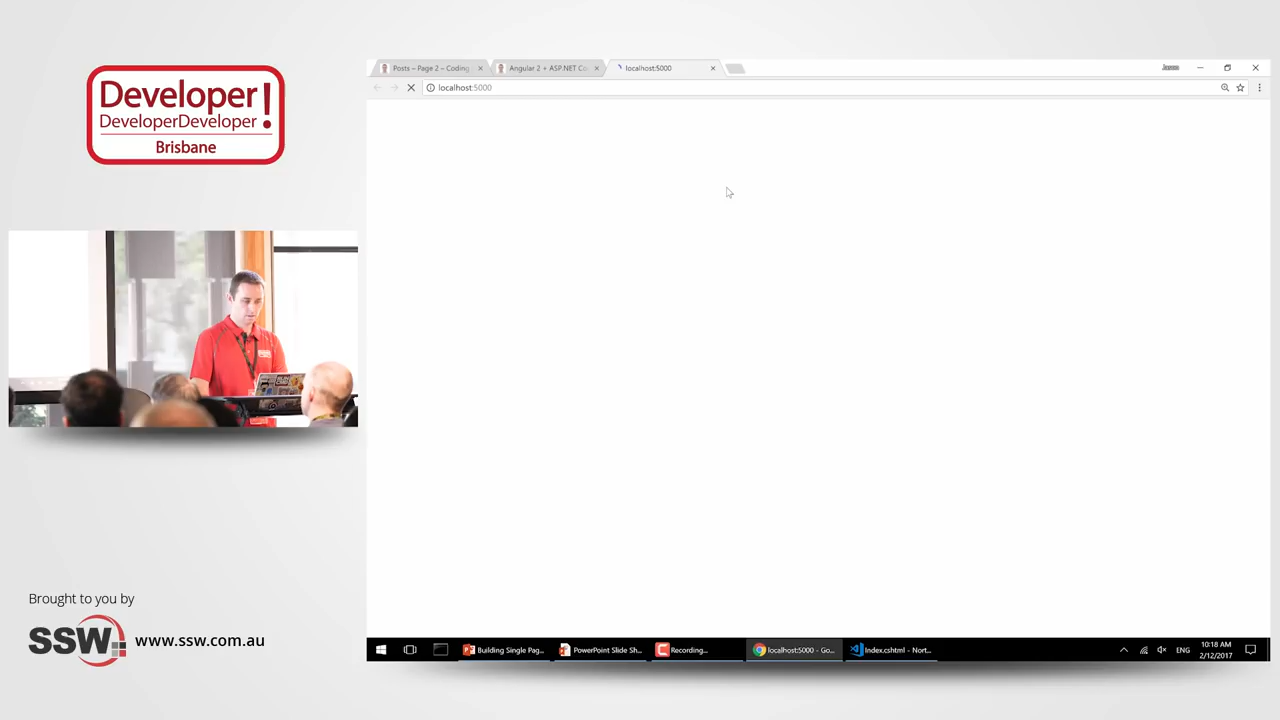 Developer!
DeveloperDeveloper
Brisbane
Posts – Page 2 – Coding
Angular 2 + ASP.NET Co
localhost:5000
localhost:5000
Brought to you by
SSW
www.ssw.com.au
Building Single Pag...
PowerPoint Slide Sh...
Recording...
localhost:5000 - Go...
Index.cshtml - Nort...
ENG
10:18 AM
2/12/2017